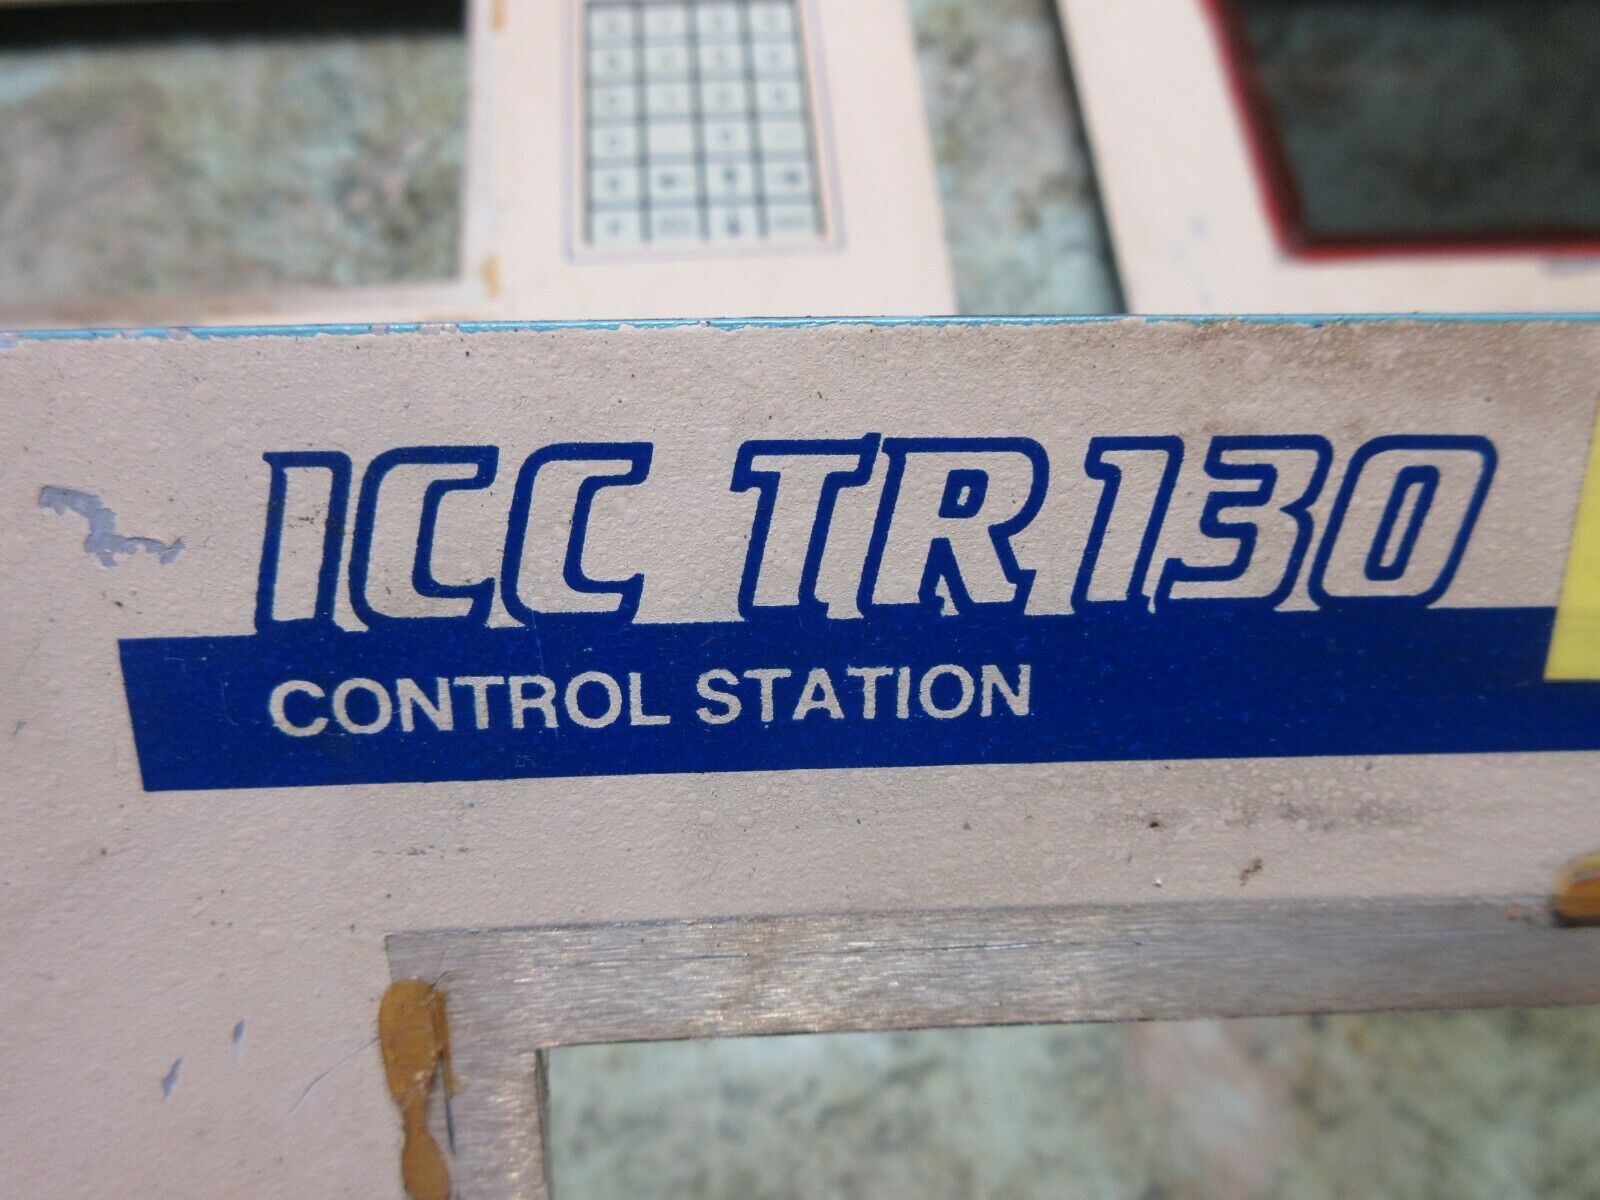 ICC TR130
CONTROL STATION